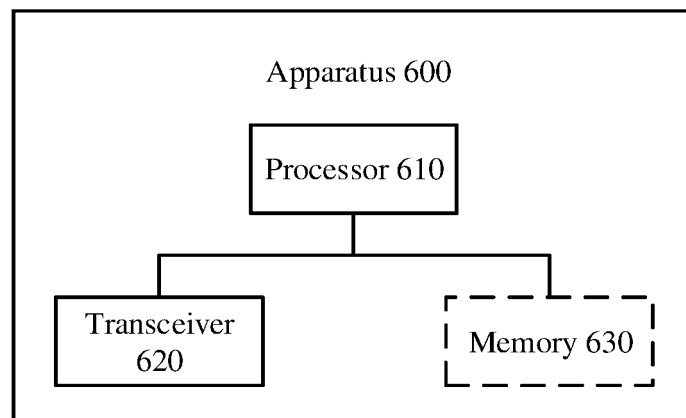 Apparatus 600
Processor 610
Transceiver
620
Memory 630